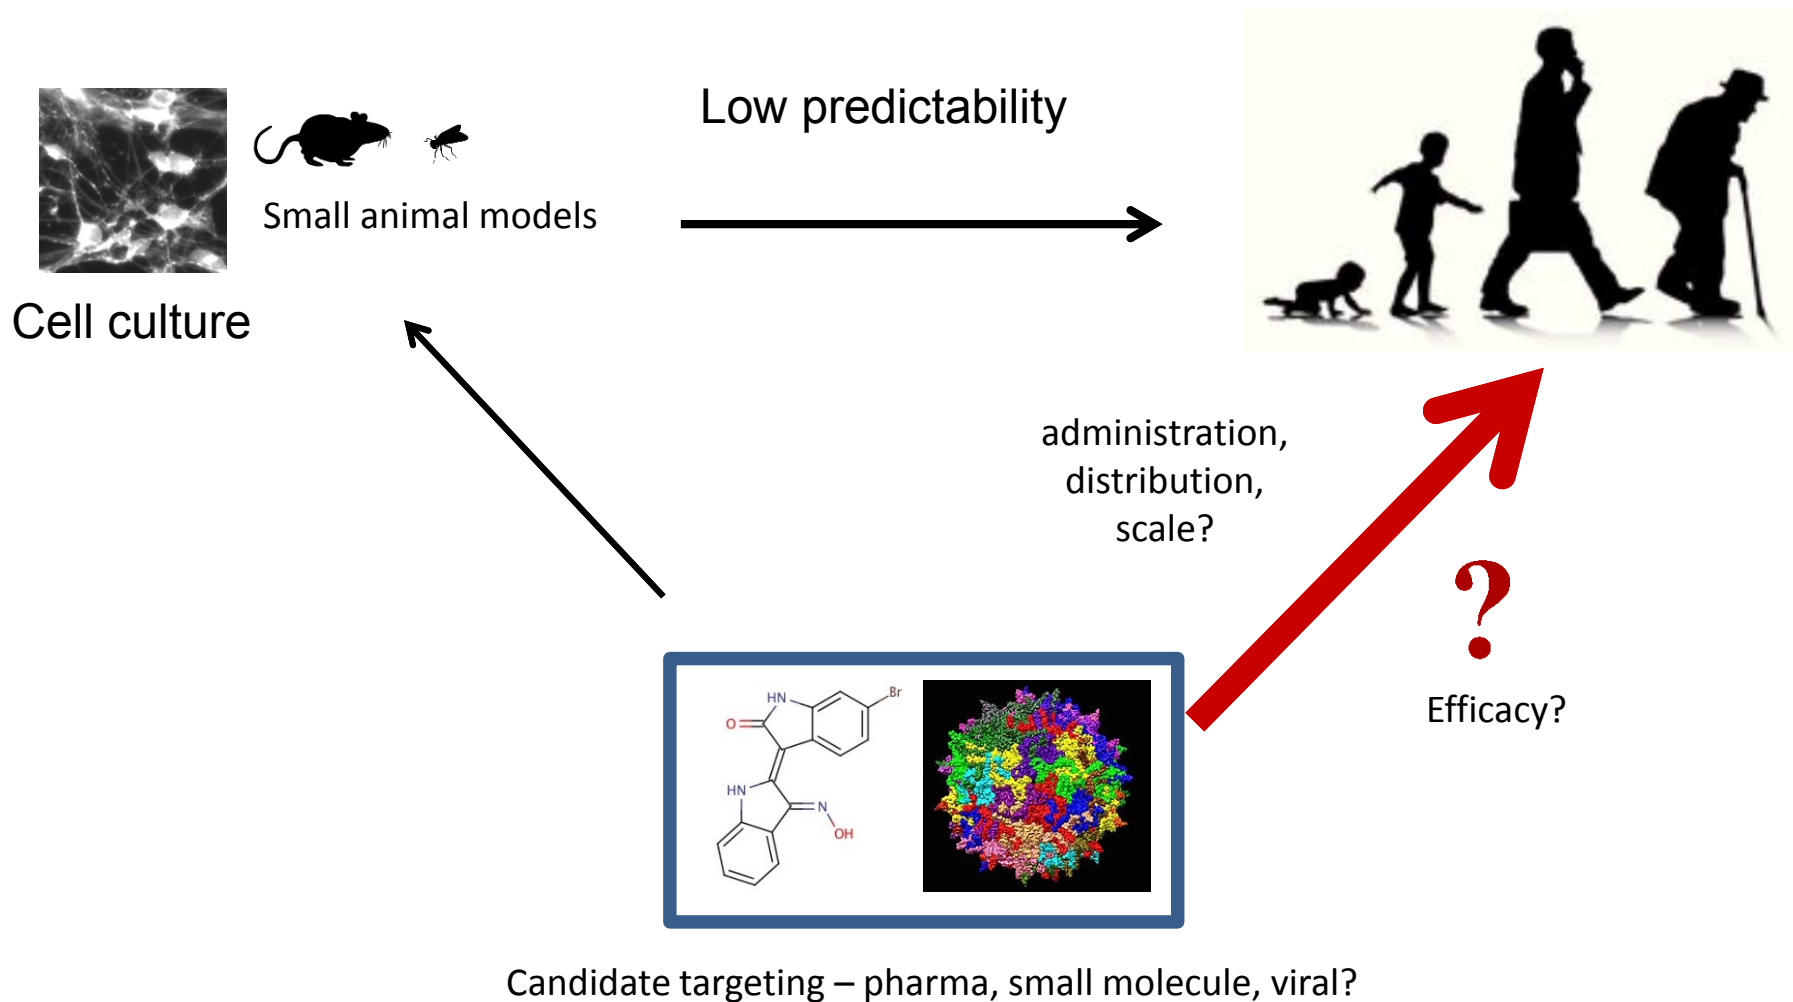 Low predictability
Small animal models
Cell culture
administration,
distribution,
scale?
?
Efficacy?
HN
Br
O
HN
N
OH
Candidate targeting – pharma, small molecule, viral?